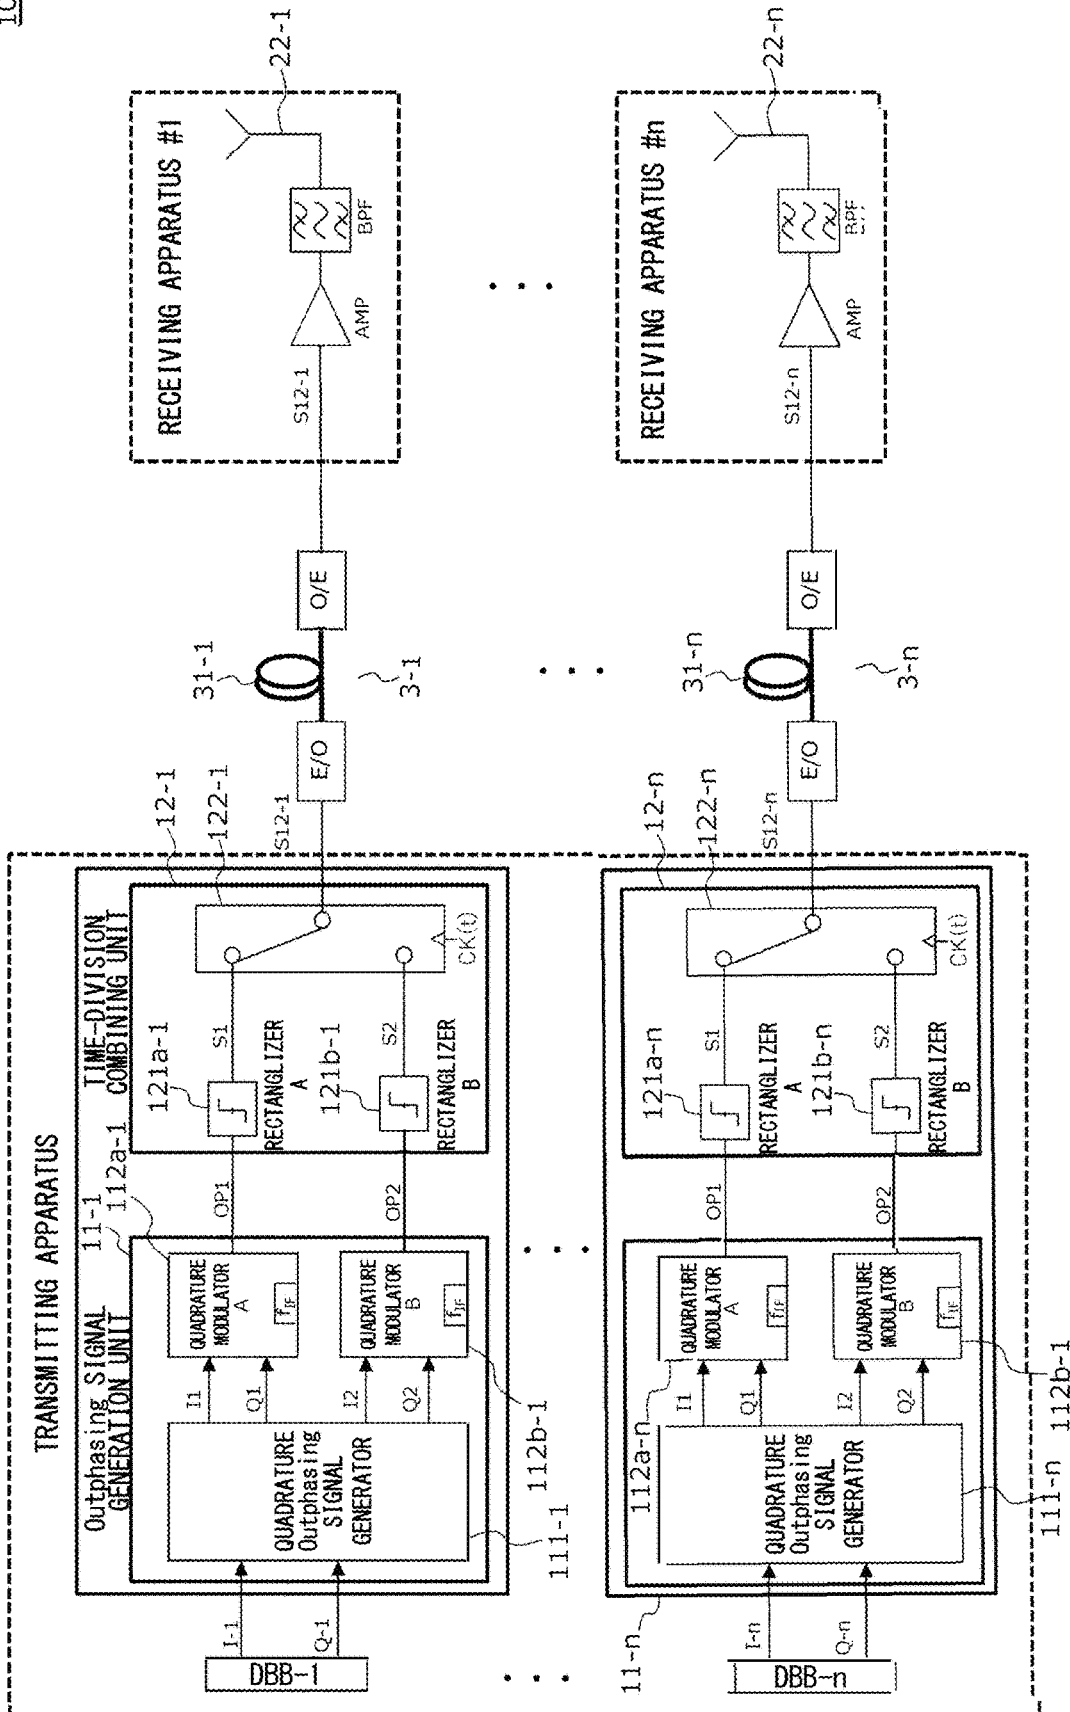 10
TRANSMITTING APPARATUS
Outphasing SIGNAL
GENERATION UNIT
11-1
112a-1
TIME-DIVISION
COMBINING UNIT
12-1
122-1
DBB-1
I-1
Q-1
QUADRATURE
Outphasing
SIGNAL
GENERATOR
111-1
I1
Q1
I2
Q2
QUADRATURE
MODULATOR
A
fIF
QUADRATURE
MODULATOR
B
fIF
112b-1
OP1
OP2
121a-1
RECTANGLIZER
A
121b-1
RECTANGLIZER
B
S1
S2
CK(t)
S12-1
E/O
31-1
3-1
O/E
RECEIVING APPARATUS #1
S12-1
AMP
BPF
22-1
DBB-n
I-n
Q-n
11-n
QUADRATURE
Outphasing
SIGNAL
GENERATOR
111-n
I1
Q1
I2
Q2
112a-n
QUADRATURE
MODULATOR
A
fIF
QUADRATURE
MODULATOR
B
fIF
112b-1
OP1
OP2
121a-n
RECTANGLIZER
A
121b-n
RECTANGLIZER
B
S1
S2
12-n
122-n
CK(t)
S12-n
E/O
31-n
3-n
O/E
RECEIVING APPARATUS #n
S12-n
AMP
BPF
22-n